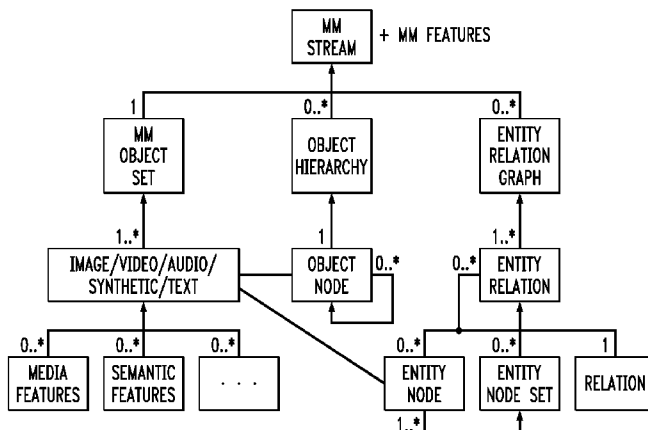 MM
STREAM
+ MM FEATURES
1
0..*
0..*
MM
OBJECT
SET
OBJECT
HIERARCHY
ENTITY
RELATION
GRAPH
1..*
1
1..*
IMAGE/VIDEO/AUDIO/
SYNTHETIC/TEXT
OBJECT
NODE
0..*
0..*
ENTITY
RELATION
0..*
0..*
0..*
0..*
0..*
1
MEDIA
FEATURES
SEMANTIC
FEATURES
. . .
ENTITY
NODE
ENTITY
NODE SET
RELATION
1..*